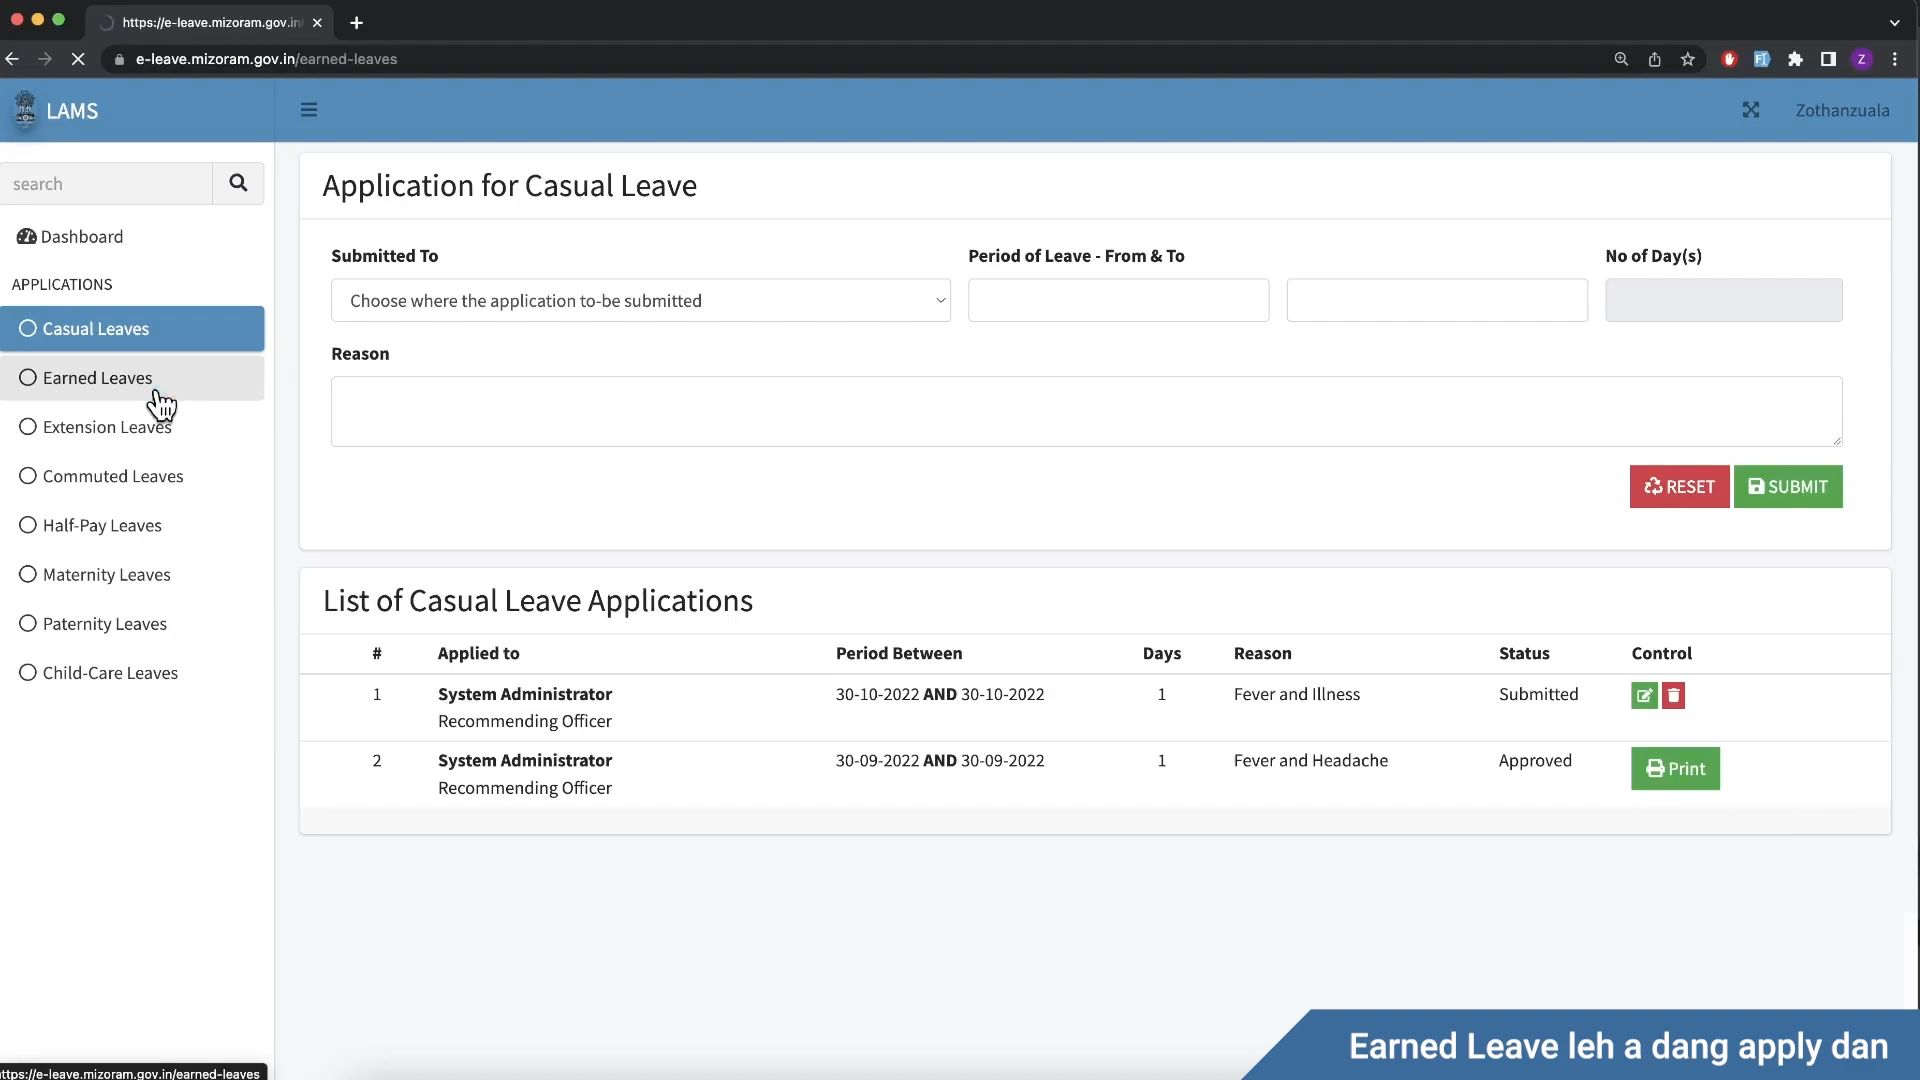 https://e-leave.mizoram.gov.in
e-leave.mizoram.gov.in/earned-leaves
Z
LAMS
Zothanzuala
search
Dashboard
APPLICATIONS
Casual Leaves
Earned Leaves
Extension Leaves
Commuted Leaves
Half-Pay Leaves
Maternity Leaves
Paternity Leaves
Child-Care Leaves
Application for Casual Leave
Submitted To Period of Leave - From & To No of Day(s)
Choose where the application to-be submitted
Reason
RESET SUBMIT
List of Casual Leave Applications
# Applied to Period Between Days Reason Status Control
1 System Administrator 30-10-2022 AND 30-10-2022 1 Fever and Illness Submitted
Recommending Officer
2 System Administrator 30-09-2022 AND 30-09-2022 1 Fever and Headache Approved Print
Recommending Officer
Earned Leave leh a dang apply dan
ttps://e-leave.mizoram.gov.in/earned-leaves